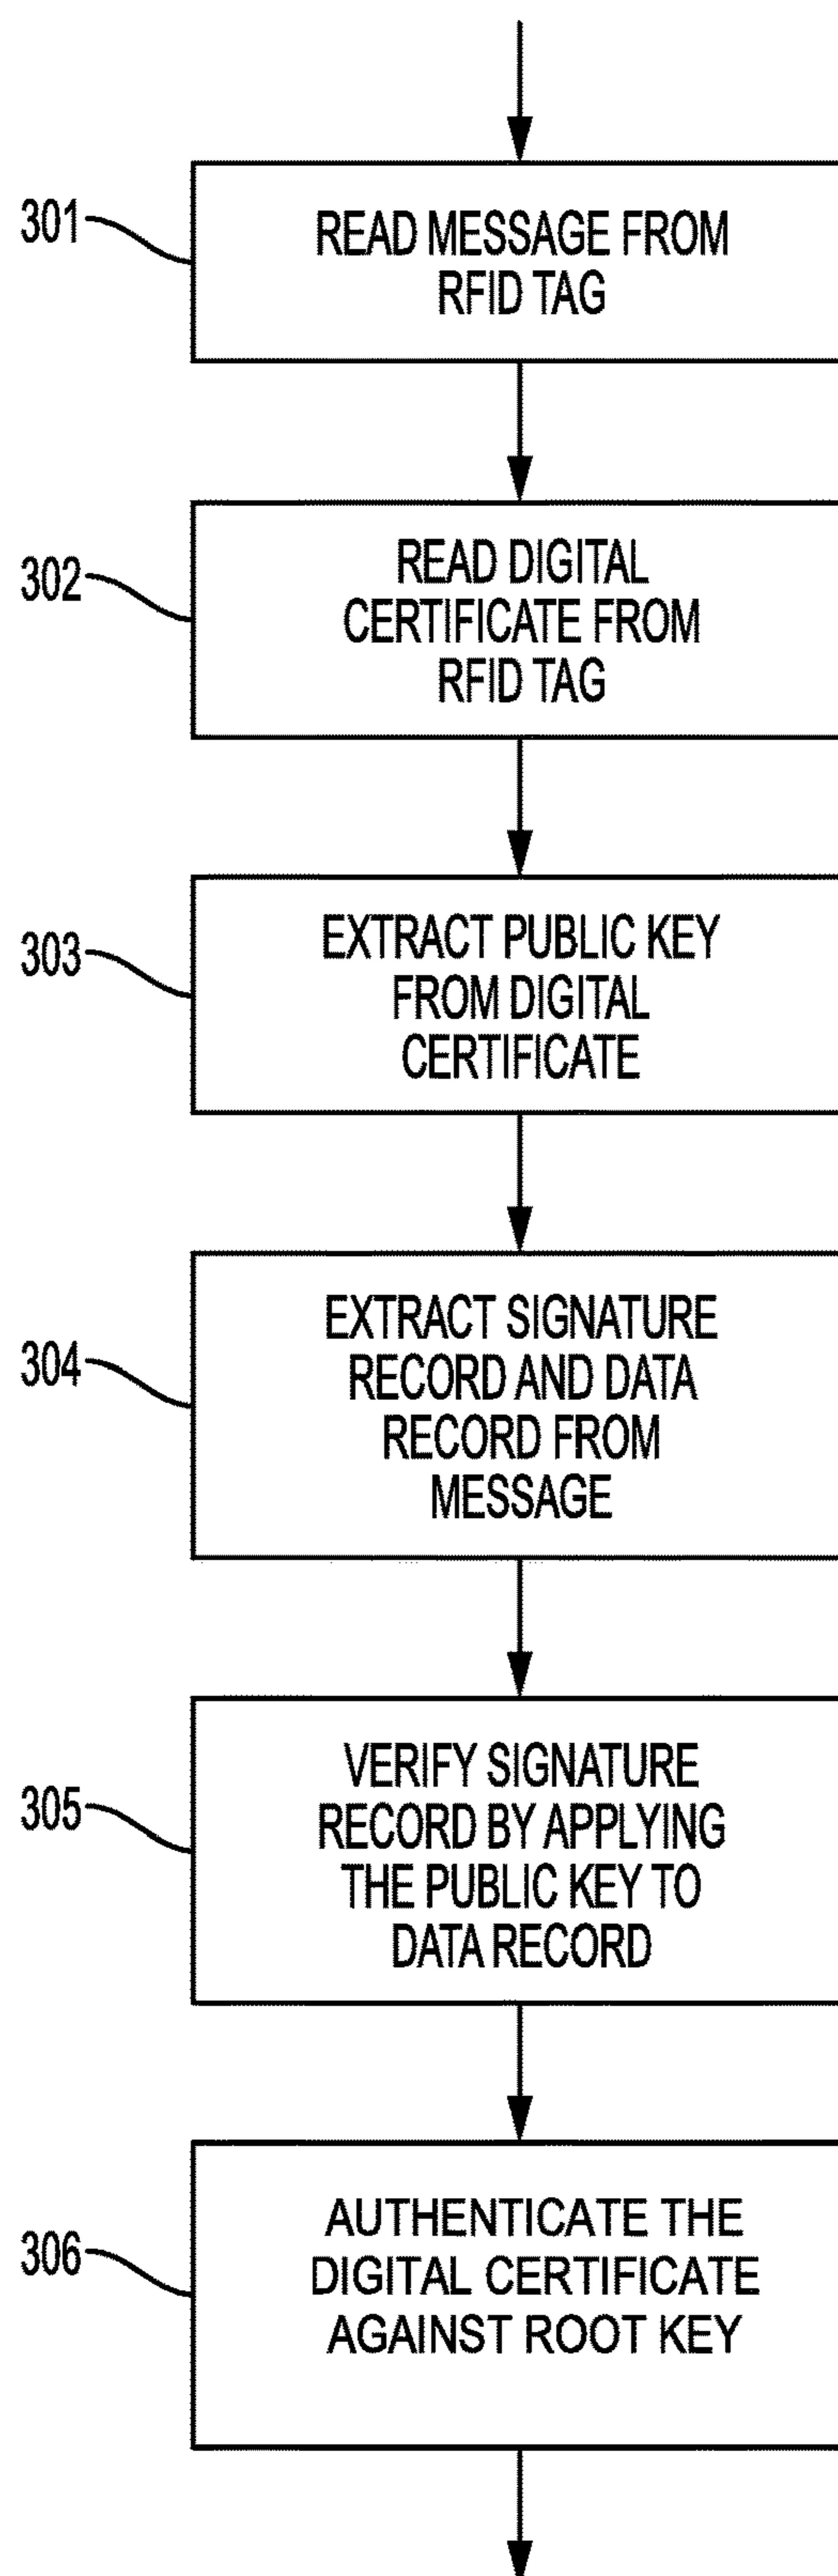 301
READ MESSAGE FROM
RFID TAG
302
READ DIGITAL
CERTIFICATE FROM
RFID TAG
303
EXTRACT PUBLIC KEY
FROM DIGITAL
CERTIFICATE
304
EXTRACT SIGNATURE
RECORD AND DATA
RECORD FROM
MESSAGE
305
VERIFY SIGNATURE
RECORD BY APPLYING
THE PUBLIC KEY TO
DATA RECORD
306
AUTHENTICATE THE
DIGITAL CERTIFICATE
AGAINST ROOT KEY